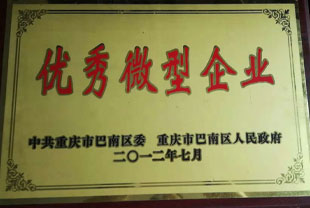 优秀微型企业
中共重庆市巴南区委 重庆市巴南区人民政府
二〇一二年七月